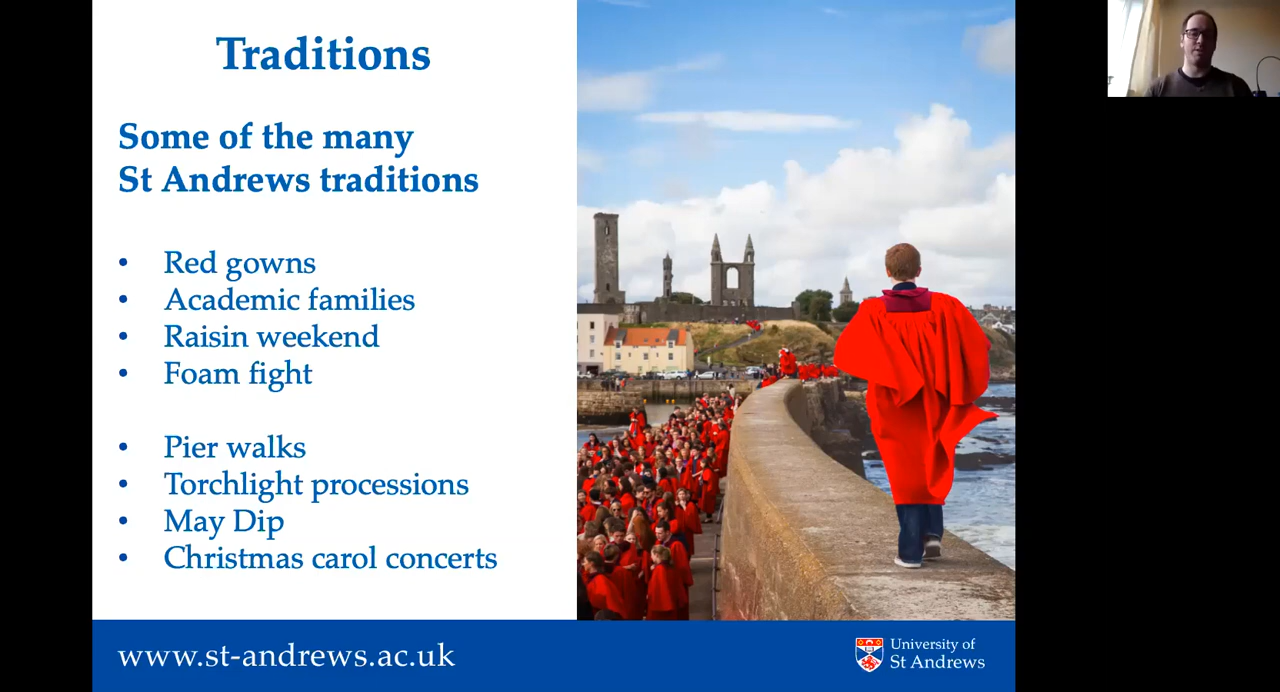 Traditions
Some of the many
St Andrews traditions
• Red gowns
• Academic families
• Raisin weekend
• Foam fight
• Pier walks
• Torchlight processions
• May Dip
• Christmas carol concerts
www.st-andrews.ac.uk
University of
St Andrews